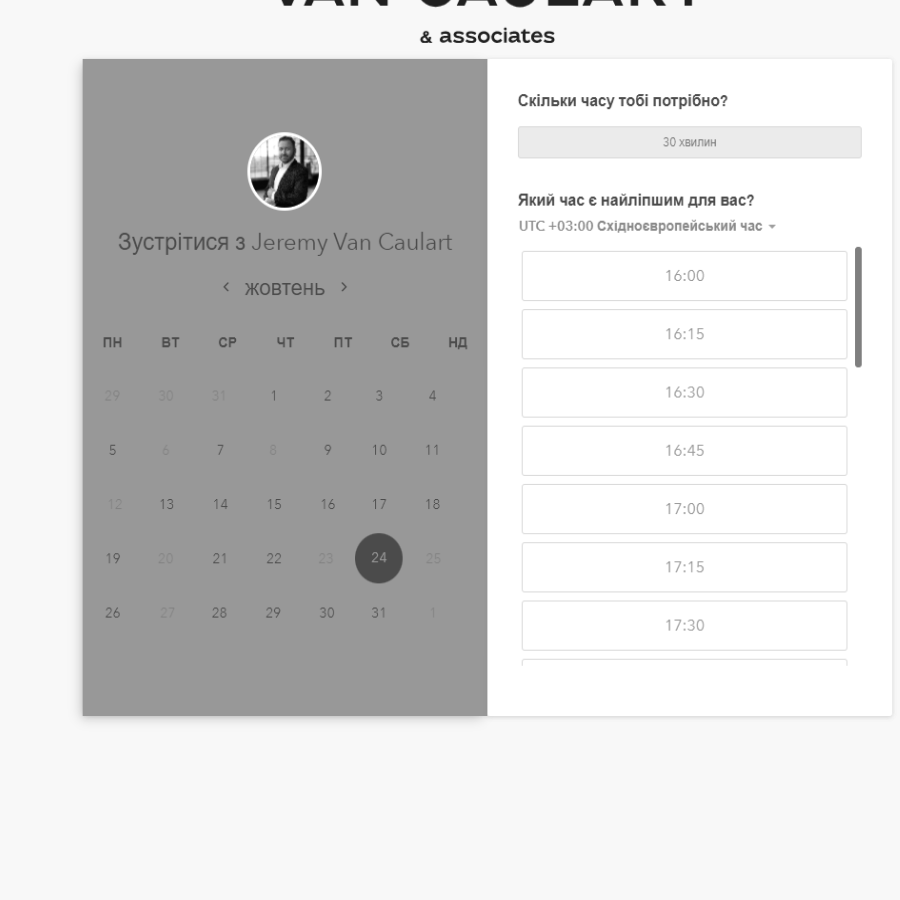 VAN CAULART
& associates
Зустрітися з Jeremy Van Caulart
жовтень
ПН ВТ СР ЧТ ПТ СБ НД
29 30 31 1 2 3 4
5 6 7 8 9 10 11
12 13 14 15 16 17 18
19 20 21 22 23 24 25
26 27 28 29 30 31 1
Скільки часу тобі потрібно?
30 хвилин
Який час є найліпшим для вас?
UTC +03:00 Східноєвропейський час
16:00
16:15
16:30
16:45
17:00
17:15
17:30